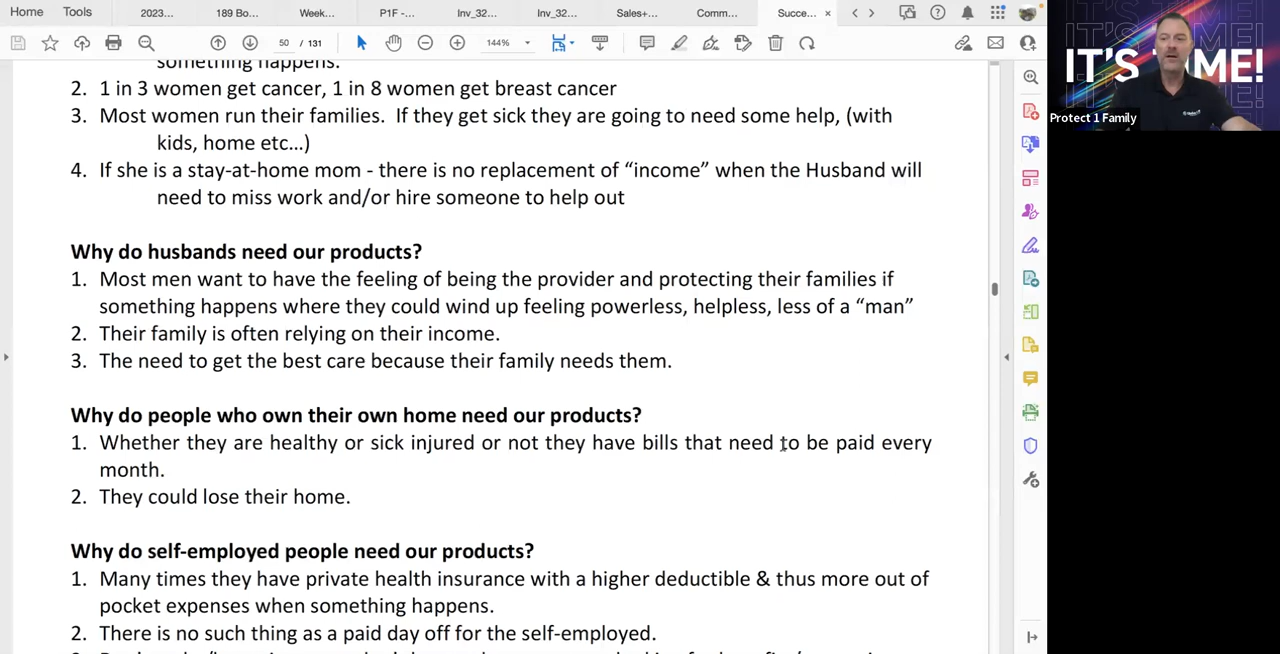 Home Tools 2023... 189 Bo... Week... P1F -... Inv_32... Inv_32... Sales+... Comm... Succe... ×
50 / 131 144%
something happens.
2. 1 in 3 women get cancer, 1 in 8 women get breast cancer
3. Most women run their families. If they get sick they are going to need some help, (with
kids, home etc...)
4. If she is a stay-at-home mom - there is no replacement of “income” when the Husband will
need to miss work and/or hire someone to help out
Why do husbands need our products?
1. Most men want to have the feeling of being the provider and protecting their families if
something happens where they could wind up feeling powerless, helpless, less of a “man”
2. Their family is often relying on their income.
3. The need to get the best care because their family needs them.
Why do people who own their own home need our products?
1. Whether they are healthy or sick injured or not they have bills that need to be paid every
month.
2. They could lose their home.
Why do self-employed people need our products?
1. Many times they have private health insurance with a higher deductible & thus more out of
pocket expenses when something happens.
2. There is no such thing as a paid day off for the self-employed.
IT'S TIME!
Protect 1 Family